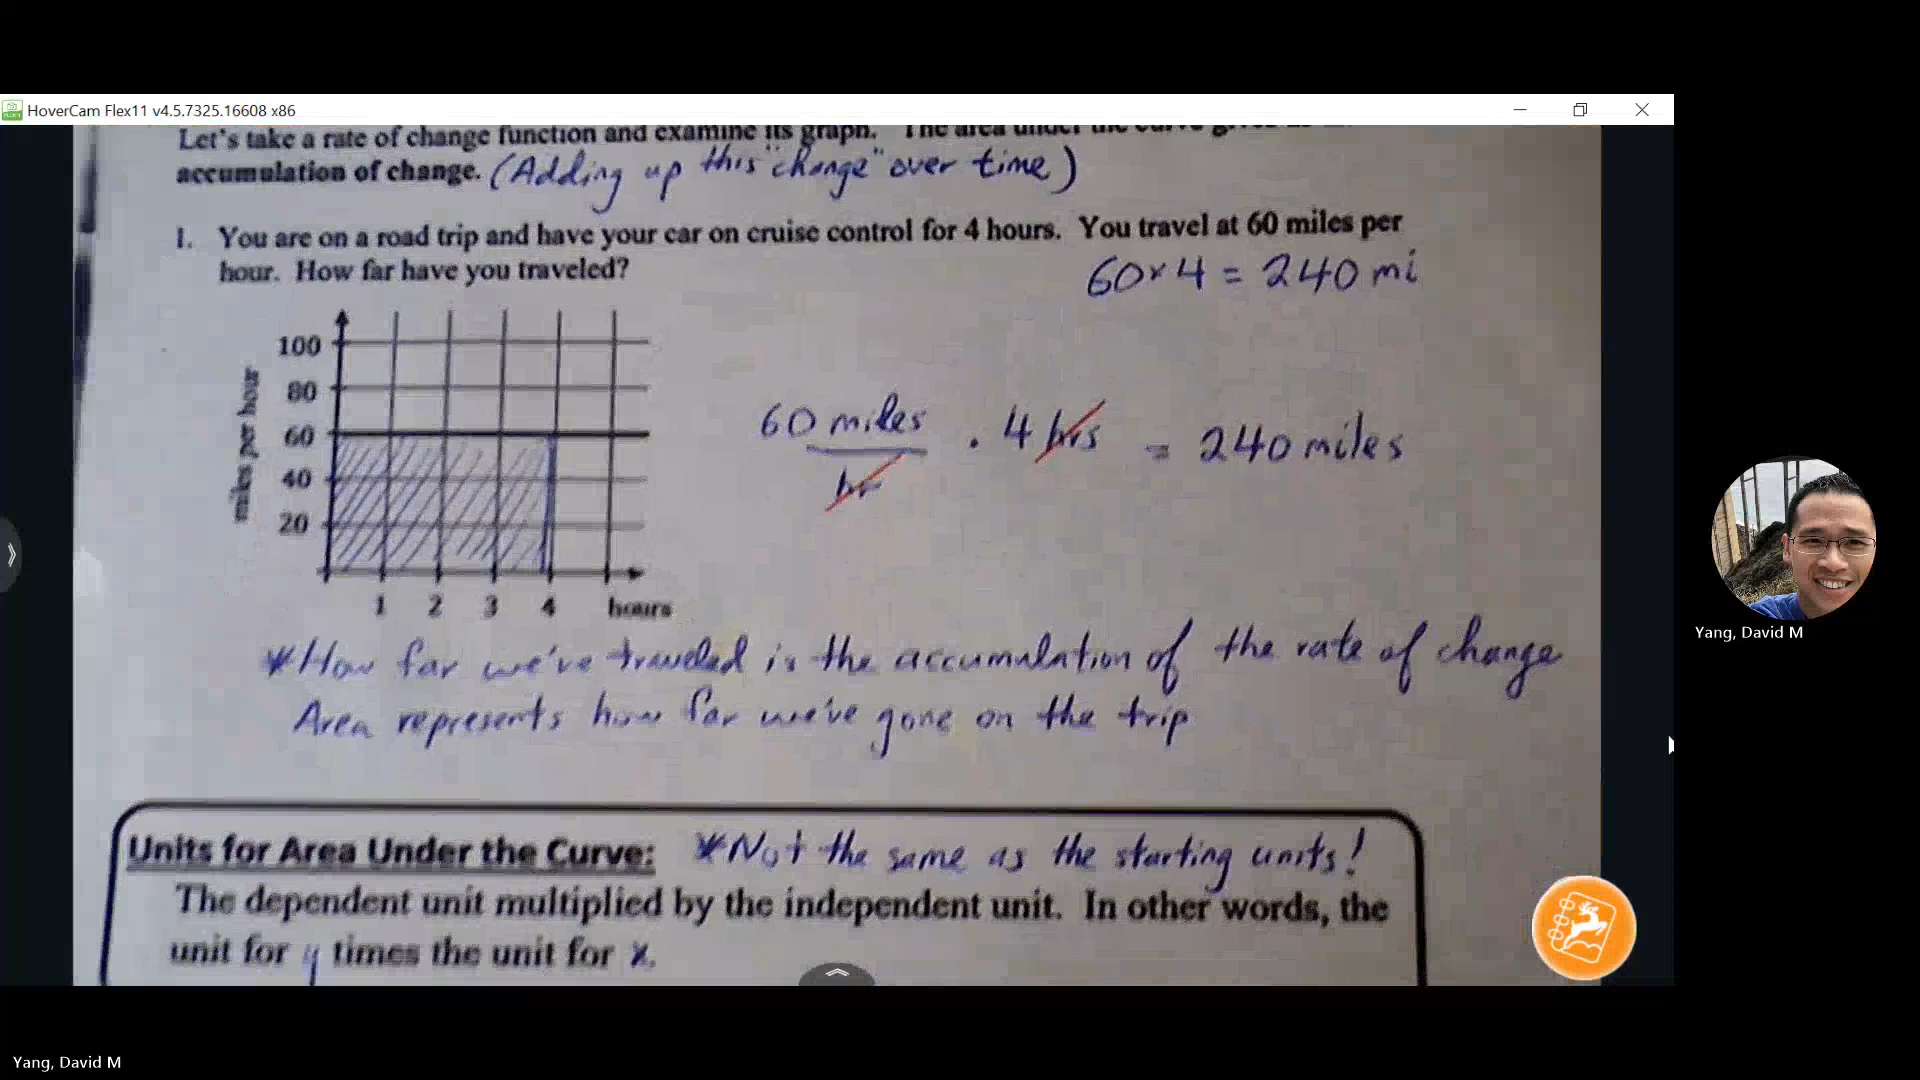 HoverCam Flex11 v4.5.7325.16608 x86
Let's take a rate of change function and examine its graph. The area under the curve
accumulation of change. (Adding up this "change" over time)
1. You are on a road trip and have your car on cruise control for 4 hours. You travel at 60 miles per
hour. How far have you traveled?
60 × 4 = 240 mi
100
80
60
40
20
miles per hour
1 2 3 4 hours
60 miles / hr · 4 hrs = 240 miles
*How far we've traveled is the accumulation of the rate of change
Area represents how far we've gone on the trip
Units for Area Under the Curve: *Not the same as the starting units!
The dependent unit multiplied by the independent unit. In other words, the
unit for y times the unit for x.
Yang, David M
Yang, David M